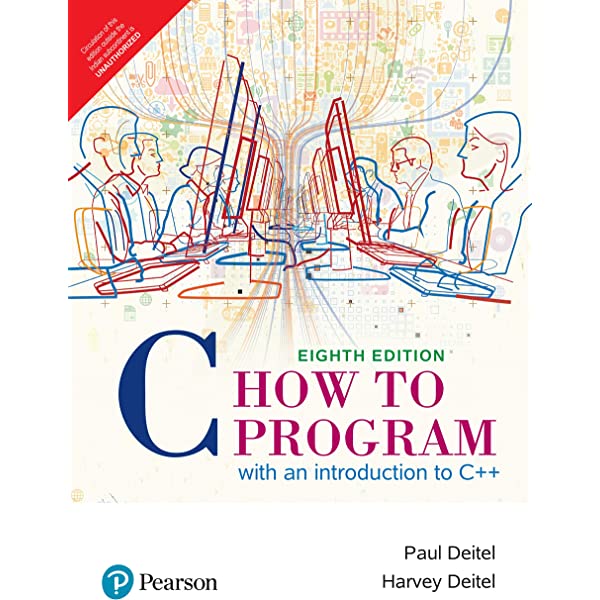 Circulation of this
edition outside the
Indian subcontinent is
UNAUTHORIZED
EIGHTH EDITION
C HOW TO
PROGRAM
with an introduction to C++
Paul Deitel
Harvey Deitel
P Pearson